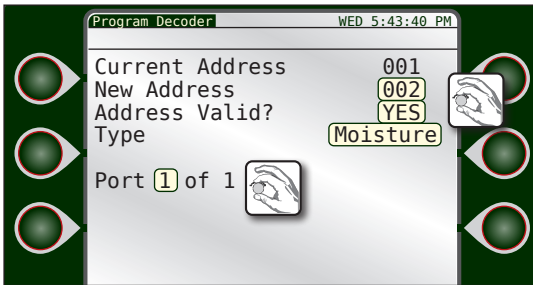 Program Decoder WED 5:43:40 PM
Current Address 001
New Address 002
Address Valid? YES
Type Moisture
Port 1 of 1